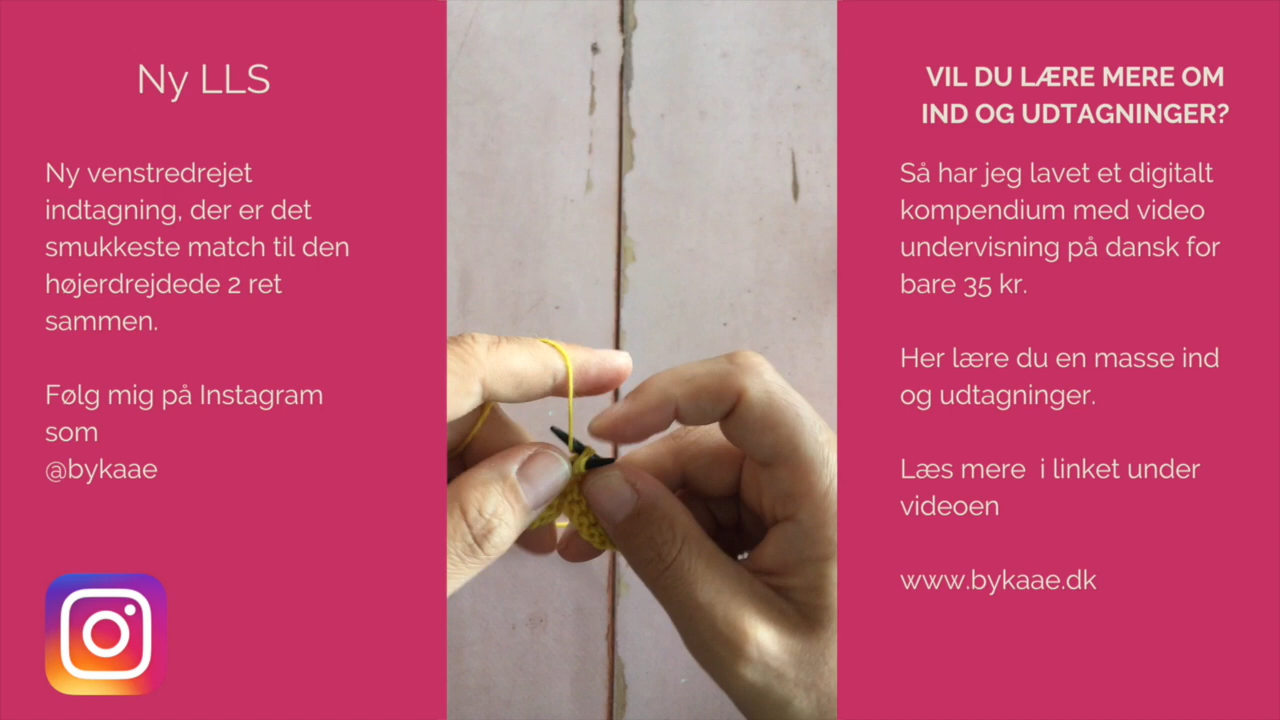 Ny LLS
Ny venstredrejet
indtagning, der er det
smukkeste match til den
højerdrejdede 2 ret
sammen.
Følg mig på Instagram
som
@bykaae
VIL DU LÆRE MERE OM
IND OG UDTAGNINGER?
Så har jeg lavet et digitalt
kompendium med video
undervisning på dansk for
bare 35 kr.
Her lære du en masse ind
og udtagninger.
Læs mere  i linket under
videoen
www.bykaae.dk